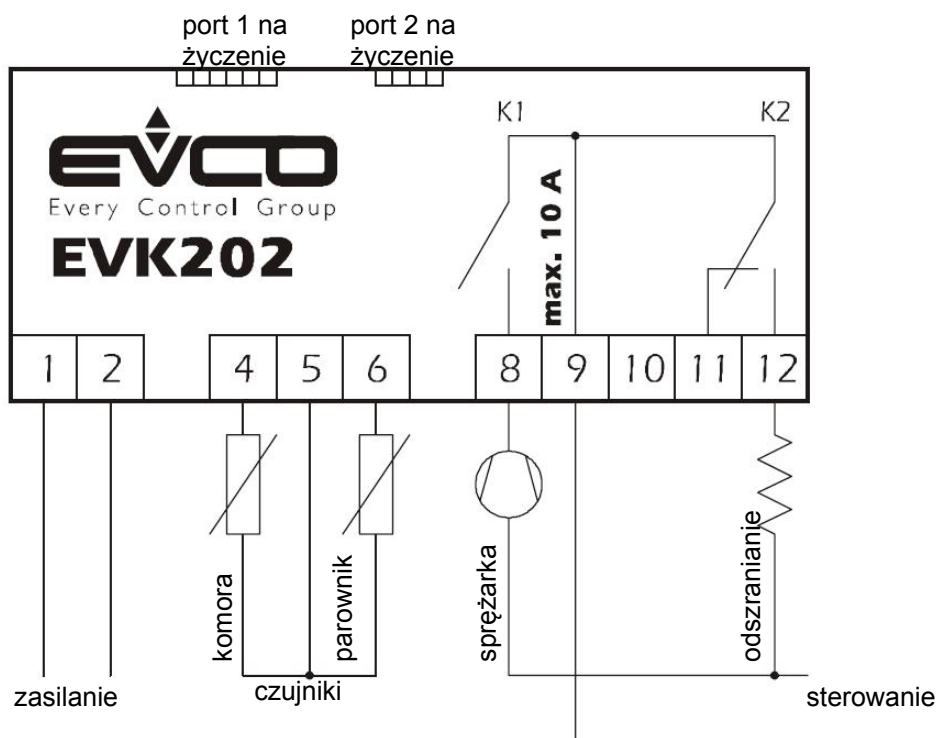 port 1 na
życzenie
port 2 na
życzenie
K1
K2
EVCO
Every Control Group
EVK202
max. 10 A
1 2 4 5 6 8 9 10 11 12
komora
parownik
sprężarka
odszranianie
zasilanie
czujniki
sterowanie